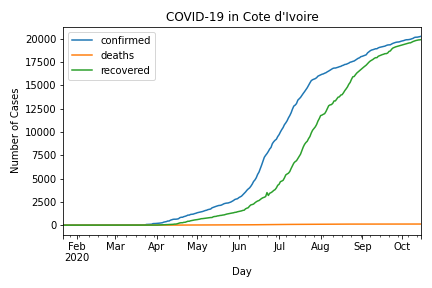 COVID-19 in Cote d'Ivoire
confirmed
deaths
recovered
Number of Cases
20000
17500
15000
12500
10000
7500
5000
2500
0
Feb Mar Apr May Jun Jul Aug Sep Oct
2020
Day